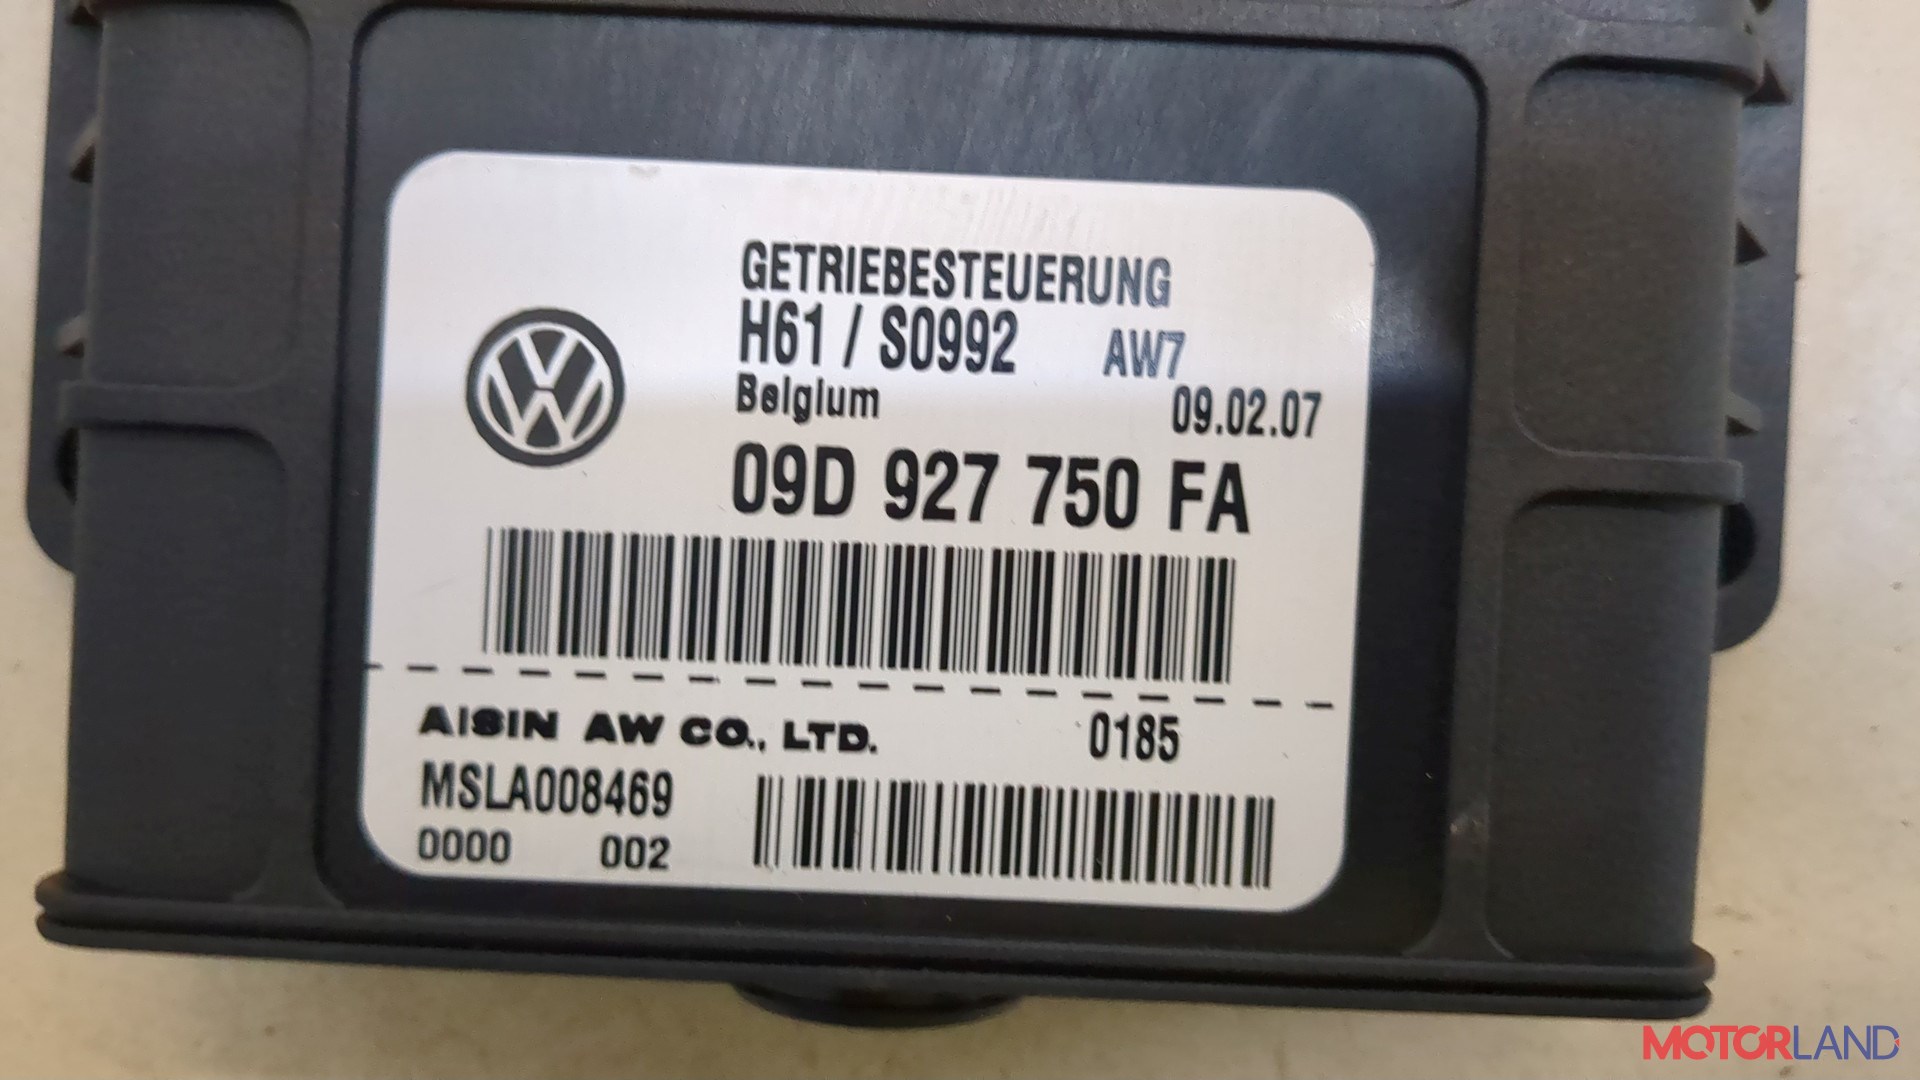 GETRIEBESTEUERUNG
H61 / S0992 AW7
Belgium 09.02.07
09D 927 750 FA
AISIN AW CO., LTD. 0185
MSLA008469
0000 002
MOTORLAND